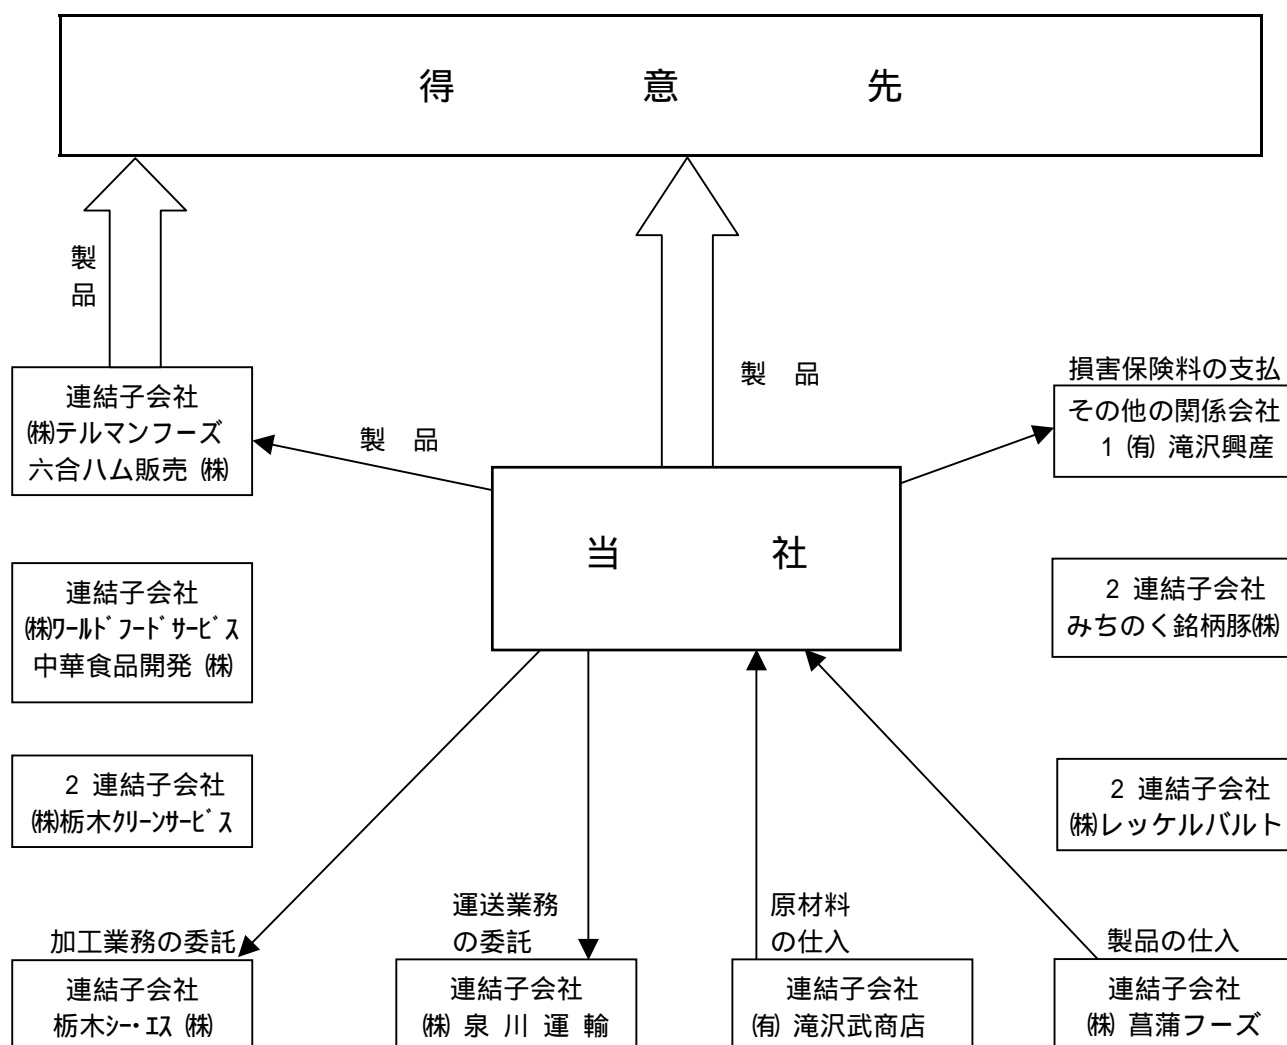 得 意 先
製
品
製 品
損害保険料の支払
連結子会社
㈱テルマンフーズ
六合ハム販売 ㈱
製 品
その他の関係会社
1 ㈲ 滝沢興産
当 社
連結子会社
㈱ワールドフードサービス
中華食品開発 ㈱
2 連結子会社
みちのく銘柄豚㈱
2 連結子会社
㈱栃木クリーンサービス
2 連結子会社
㈱レッケルバルト
加工業務の委託
運送業務
の委託
原材料
の仕入
製品の仕入
連結子会社
栃木シー・エス ㈱
連結子会社
㈱ 泉 川 運 輸
連結子会社
㈲ 滝沢武商店
連結子会社
㈱ 菖蒲フーズ